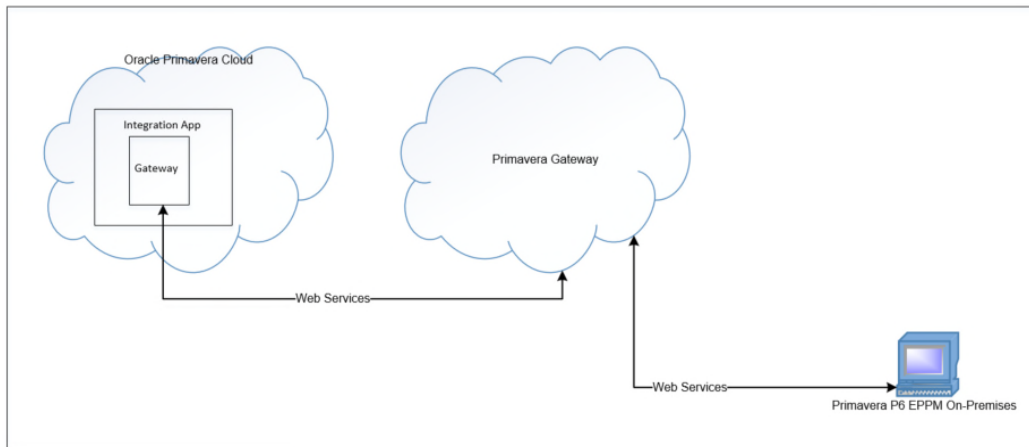 Oracle Primavera Cloud
Integration App
Gateway
Primavera Gateway
Web Services
Web Services
Primavera P6 EPPM On-Premises